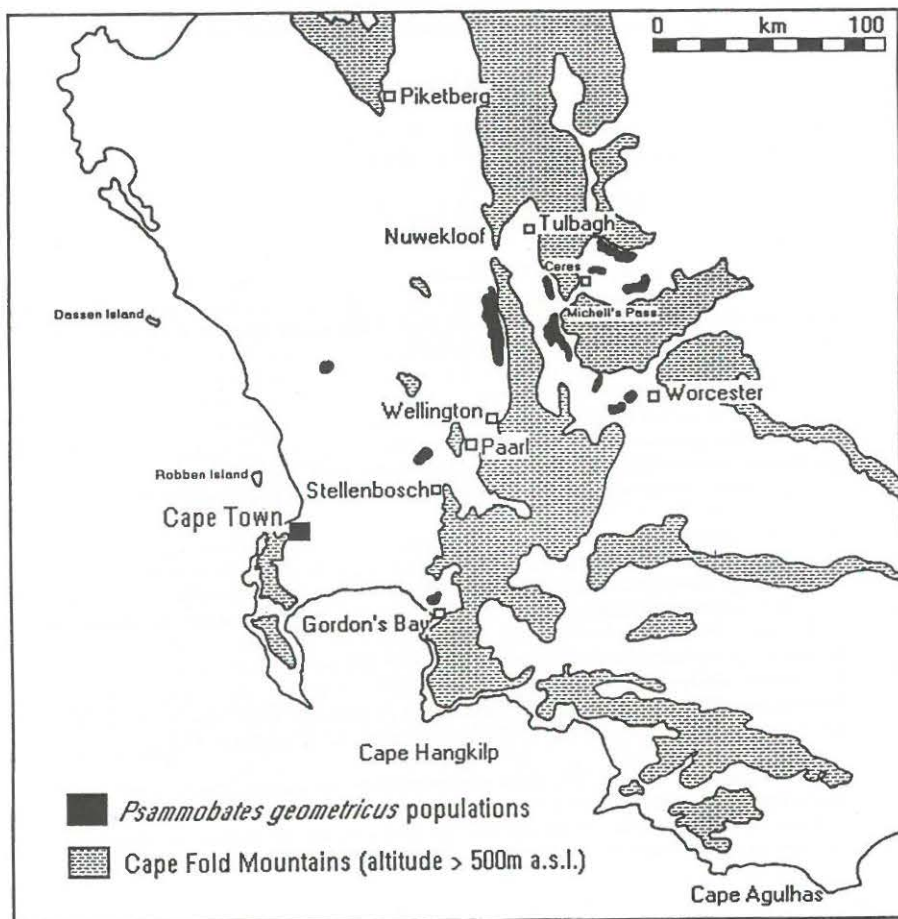 0 km 100
Piketberg
Nuwekloof
Tulbagh
Ceres
Dassen Island
Michell's Pass
Worcester
Wellington
Paarl
Robben Island
Stellenbosch
Cape Town
Gordon's Bay
Cape Hangkilp
Psammobates geometricus populations
Cape Fold Mountains (altitude > 500m a.s.l.)
Cape Agulhas